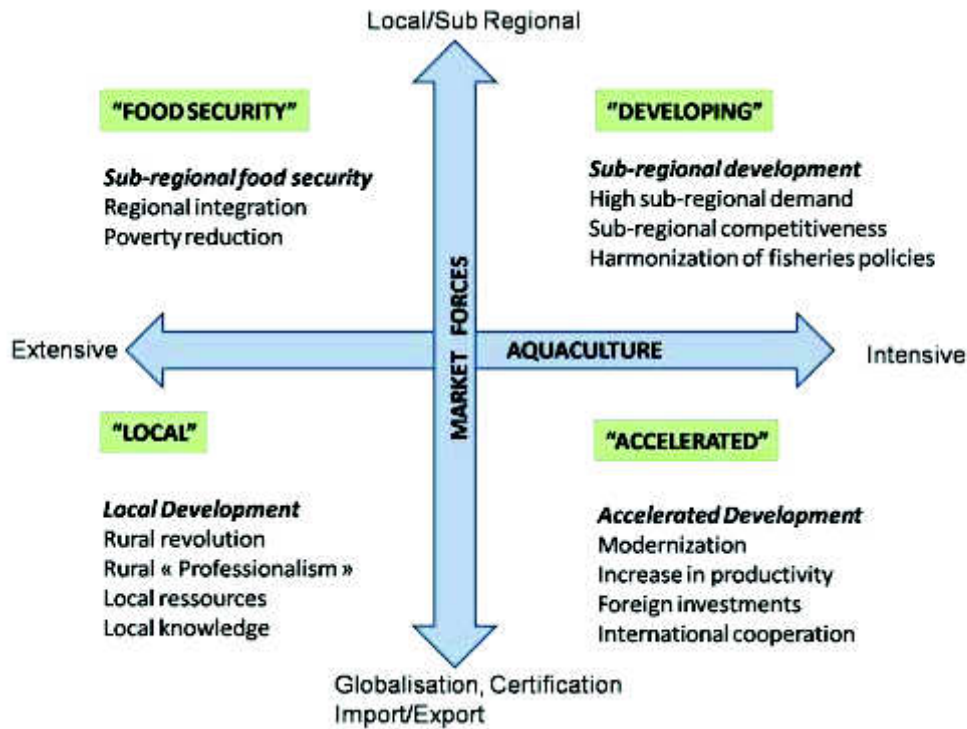 Local/Sub Regional
"FOOD SECURITY"
Sub-regional food security
Regional integration
Poverty reduction
"DEVELOPING"
Sub-regional development
High sub-regional demand
Sub-regional competitiveness
Harmonization of fisheries policies
MARKET FORCES
Extensive
AQUACULTURE
Intensive
"LOCAL"
Local Development
Rural revolution
Rural « Professionalism »
Local ressources
Local knowledge
"ACCELERATED"
Accelerated Development
Modernization
Increase in productivity
Foreign investments
International cooperation
Globalisation, Certification
Import/Export